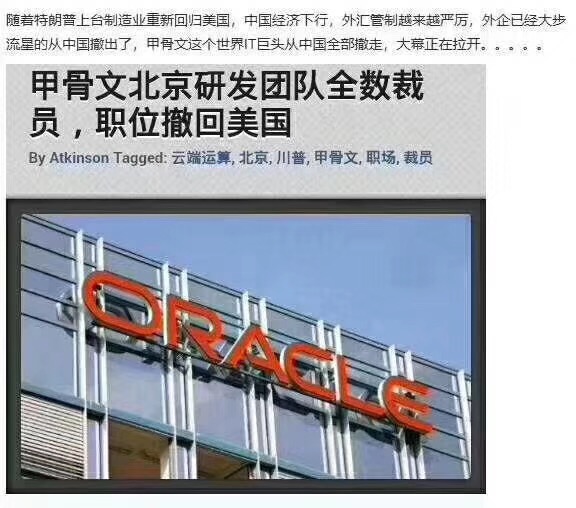 随着特朗普上台制造业重新回归美国，中国经济下行，外汇管制越来越严厉，外企已经大步
流星的从中国撤出了，甲骨文这个世界IT巨头从中国全部撤走，大幕正在拉开。。。。。
甲骨文北京研发团队全数裁
员，职位撤回美国
By Atkinson Tagged: 云端运算, 北京, 川普, 甲骨文, 职场, 裁员
ORACLE